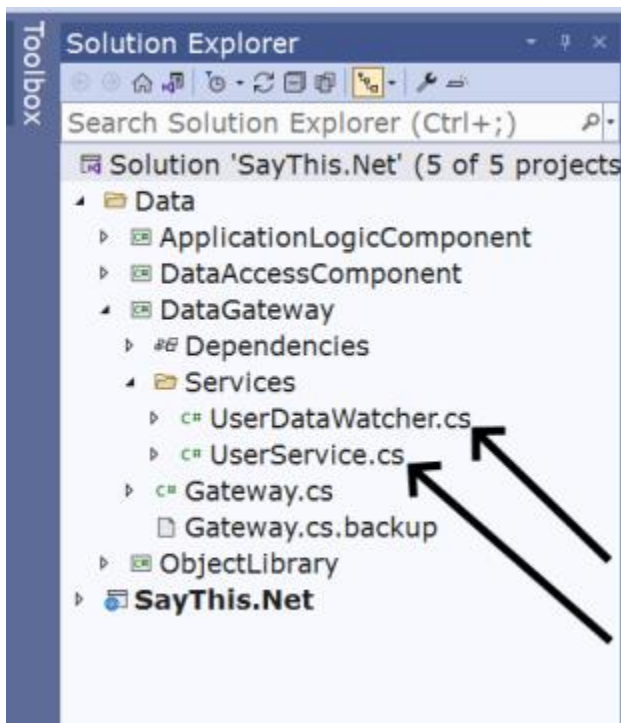 Toolbox
Solution Explorer
Search Solution Explorer (Ctrl+;)
Solution 'SayThis.Net' (5 of 5 projects
Data
C# ApplicationLogicComponent
C# DataAccessComponent
C# DataGateway
Dependencies
Services
C# UserDataWatcher.cs
C# UserService.cs
C# Gateway.cs
Gateway.cs.backup
C# ObjectLibrary
SayThis.Net